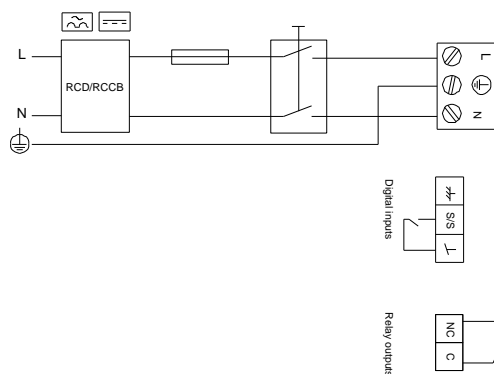 L
RCD/RCCB
N
L
N
Digital inputs
S/S
Relay outputs
NC
C